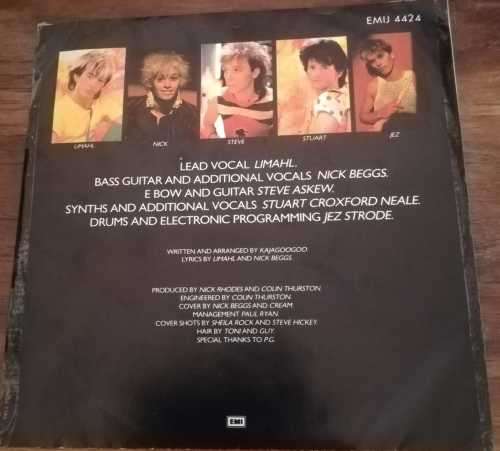 EMIJ 4424
LIMAHL
NICK
STEVE
STUART
JEZ
LEAD VOCAL LIMAHL.
BASS GUITAR AND ADDITIONAL VOCALS NICK BEGGS.
E BOW AND GUITAR STEVE ASKEW.
SYNTHS AND ADDITIONAL VOCALS STUART CROXFORD NEALE.
DRUMS AND ELECTRONIC PROGRAMMING JEZ STRODE.
WRITTEN AND ARRANGED BY KAJAGOOGOO.
LYRICS BY LIMAHL AND NICK BEGGS.
PRODUCED BY NICK RHODES AND COLIN THURSTON.
ENGINEERED BY COLIN THURSTON.
COVER BY NICK BEGGS AND CREAM.
MANAGEMENT PAUL RYAN.
COVER SHOTS BY SHEILA ROCK AND STEVE HICKEY.
HAIR BY TONI AND GUY.
SPECIAL THANKS TO P.G.
EMI